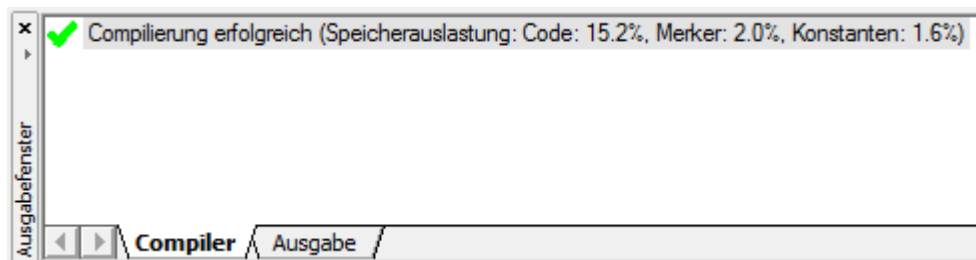 Compilierung erfolgreich (Speicherauslastung: Code: 15.2%, Merker: 2.0%, Konstanten: 1.6%)
Ausgabefenster
Compiler
Ausgabe